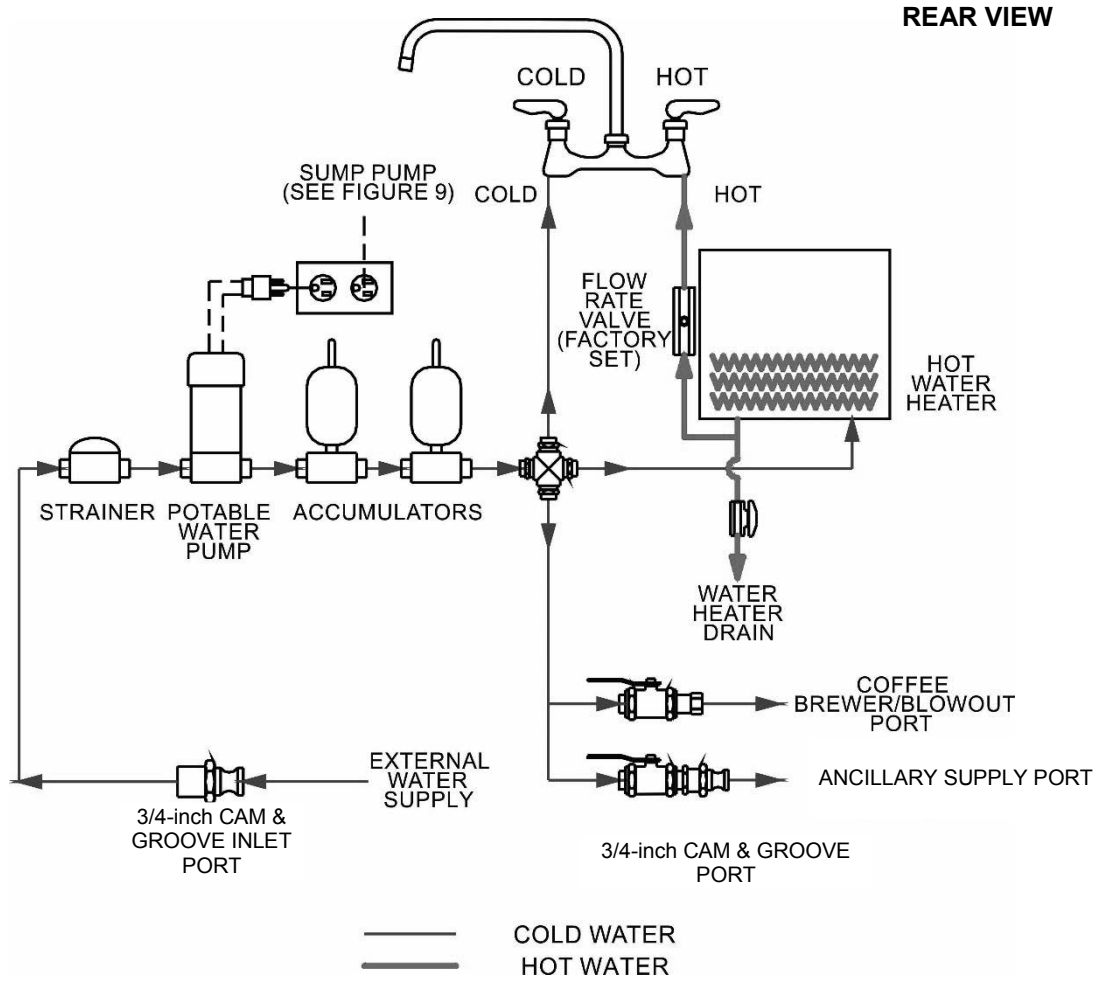 REAR VIEW
COLD
HOT
SUMP PUMP
(SEE FIGURE 9)
COLD
HOT
FLOW
RATE
VALVE
(FACTORY
SET)
HOT
WATER
HEATER
STRAINER
POTABLE
WATER
PUMP
ACCUMULATORS
WATER
HEATER
DRAIN
COFFEE
BREWER/BLOWOUT
PORT
EXTERNAL
WATER
SUPPLY
ANCILLARY SUPPLY PORT
3/4-inch CAM &
GROOVE INLET
PORT
3/4-inch CAM & GROOVE
PORT
COLD WATER
HOT WATER